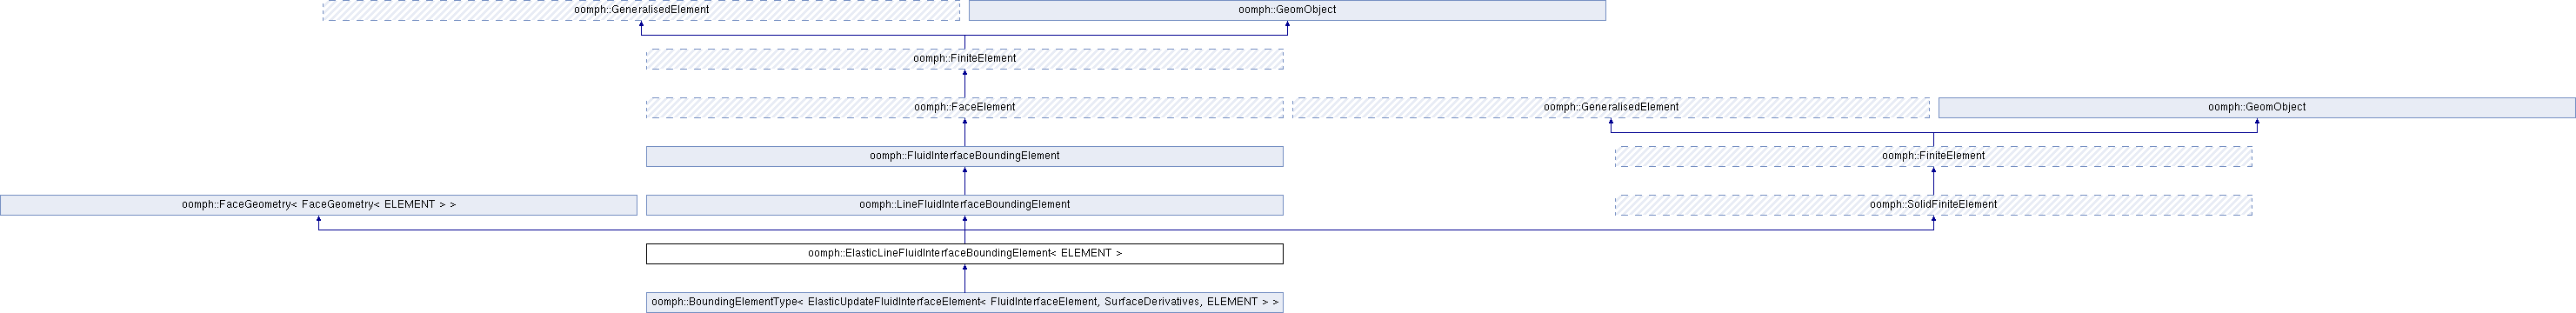 oomph::GeneralisedElement
oomph::GeomObject
oomph::FiniteElement
oomph::FaceElement
oomph::GeneralisedElement
oomph::GeomObject
oomph::FluidInterfaceBoundingElement
oomph::FiniteElement
oomph::FaceGeometry< FaceGeometry< ELEMENT > >
oomph::LineFluidInterfaceBoundingElement
oomph::SolidFiniteElement
oomph::ElasticLineFluidInterfaceBoundingElement< ELEMENT >
oomph::BoundingElementType< ElasticUpdateFluidInterfaceElement< FluidInterfaceElement, SurfaceDerivatives, ELEMENT > >